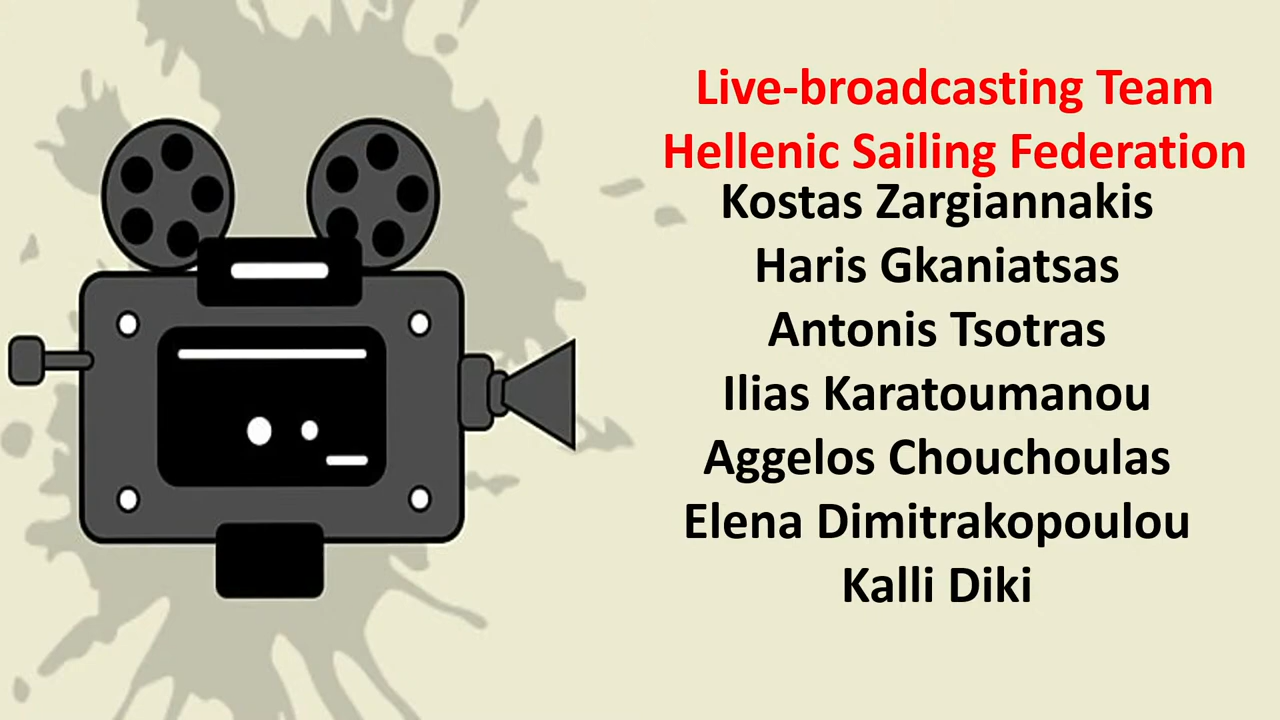 Live-broadcasting Team
Hellenic Sailing Federation
Kostas Zargiannakis
Haris Gkaniatsas
Antonis Tsotras
Ilias Karatoumanou
Aggelos Chouchoulas
Elena Dimitrakopoulou
Kalli Diki